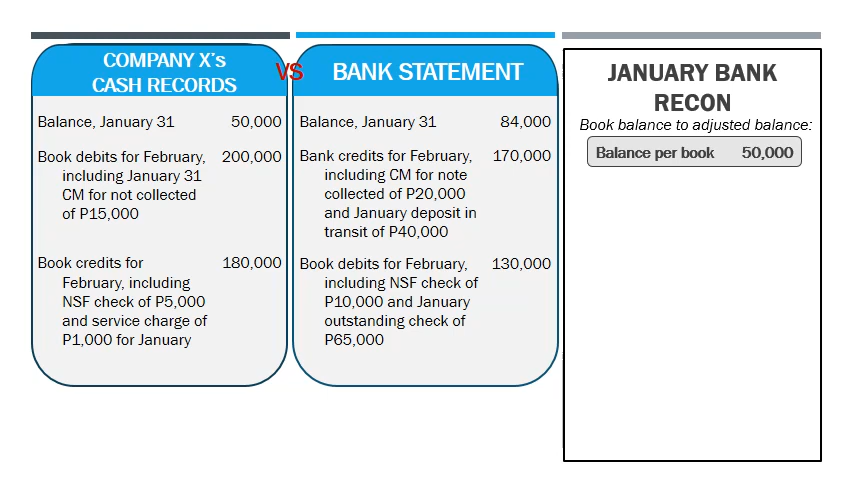 COMPANY X's
CASH RECORDS
VS
BANK STATEMENT
JANUARY BANK
RECON
Book balance to adjusted balance:
Balance per book 50,000
Balance, January 31 50,000
Book debits for February, 200,000
including January 31
CM for not collected
of P15,000
Book credits for 180,000
February, including
NSF check of P5,000
and service charge of
P1,000 for January
Balance, January 31 84,000
Bank credits for February, 170,000
including CM for note
collected of P20,000
and January deposit in
transit of P40,000
Book debits for February, 130,000
including NSF check of
P10,000 and January
outstanding check of
P65,000